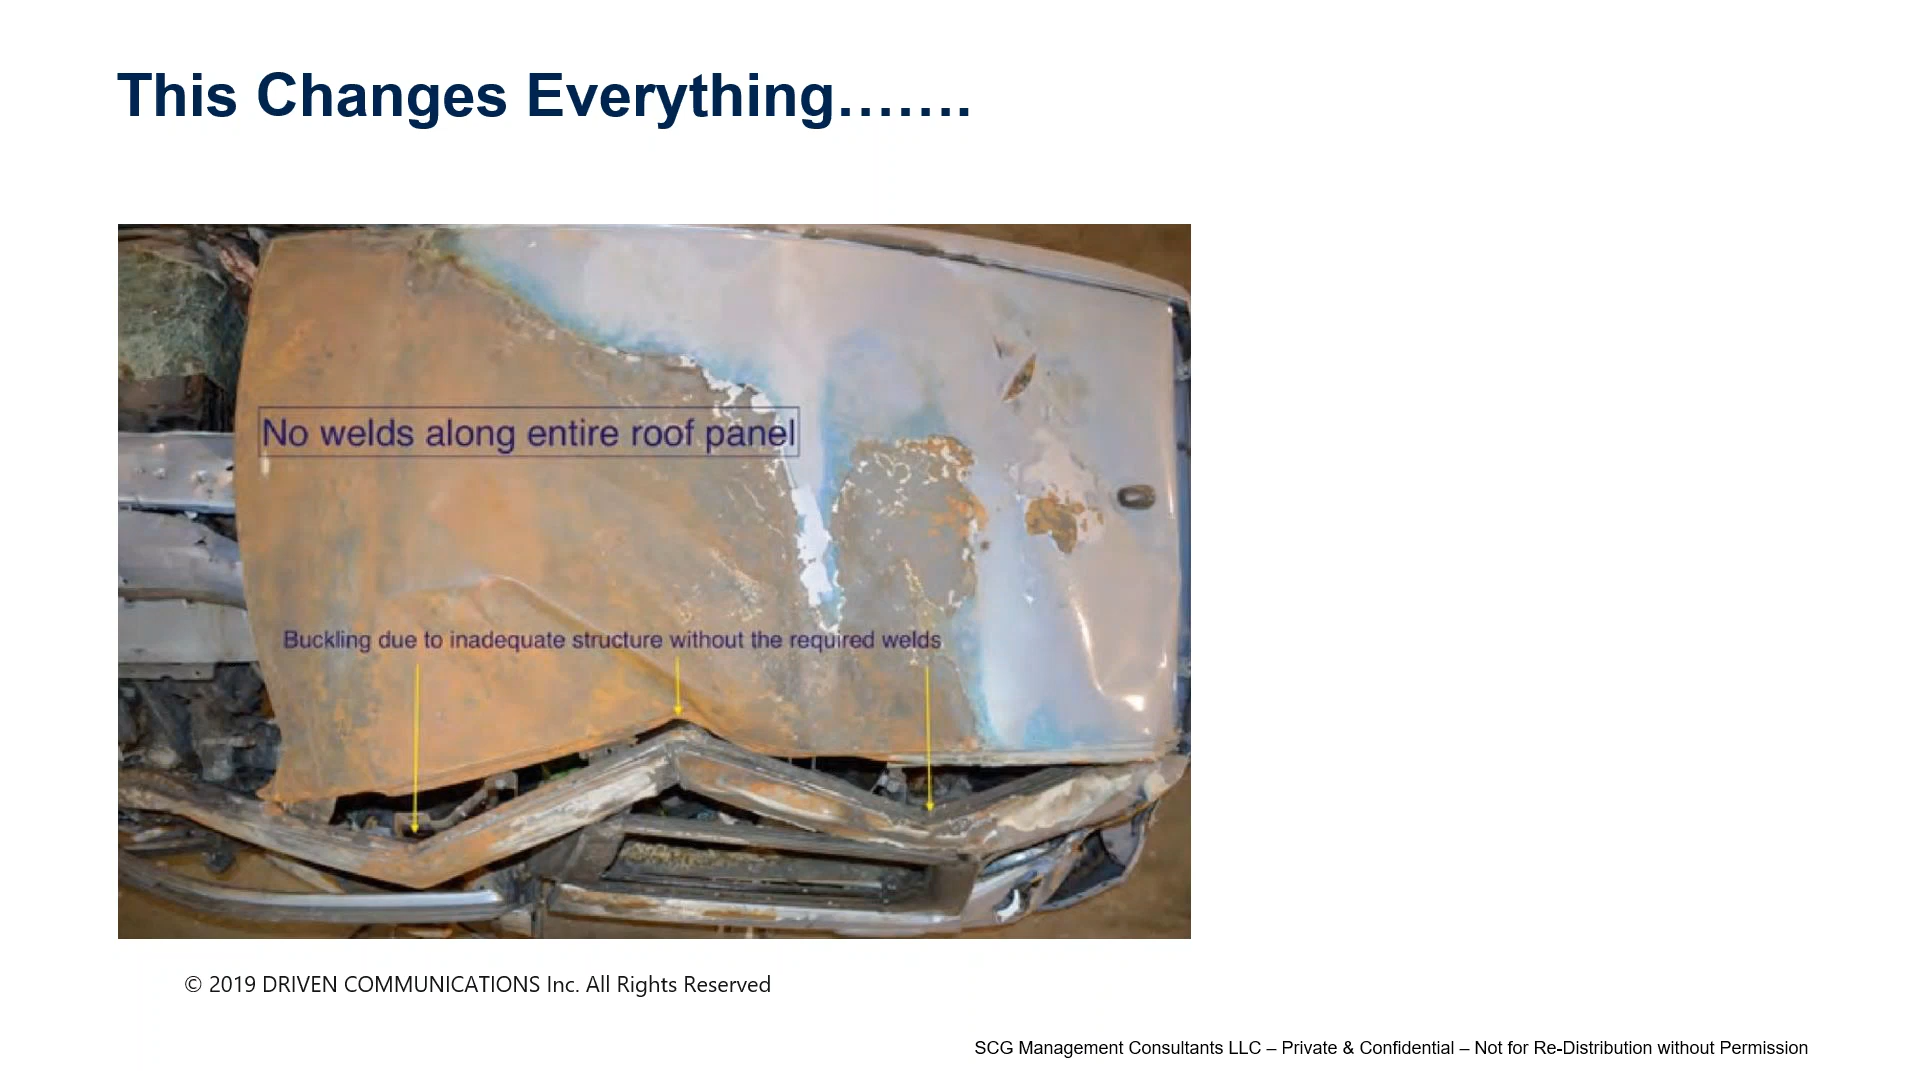 This Changes Everything…….
No welds along entire roof panel
Buckling due to inadequate structure without the required welds
© 2019 DRIVEN COMMUNICATIONS Inc. All Rights Reserved
SCG Management Consultants LLC – Private & Confidential – Not for Re-Distribution without Permission